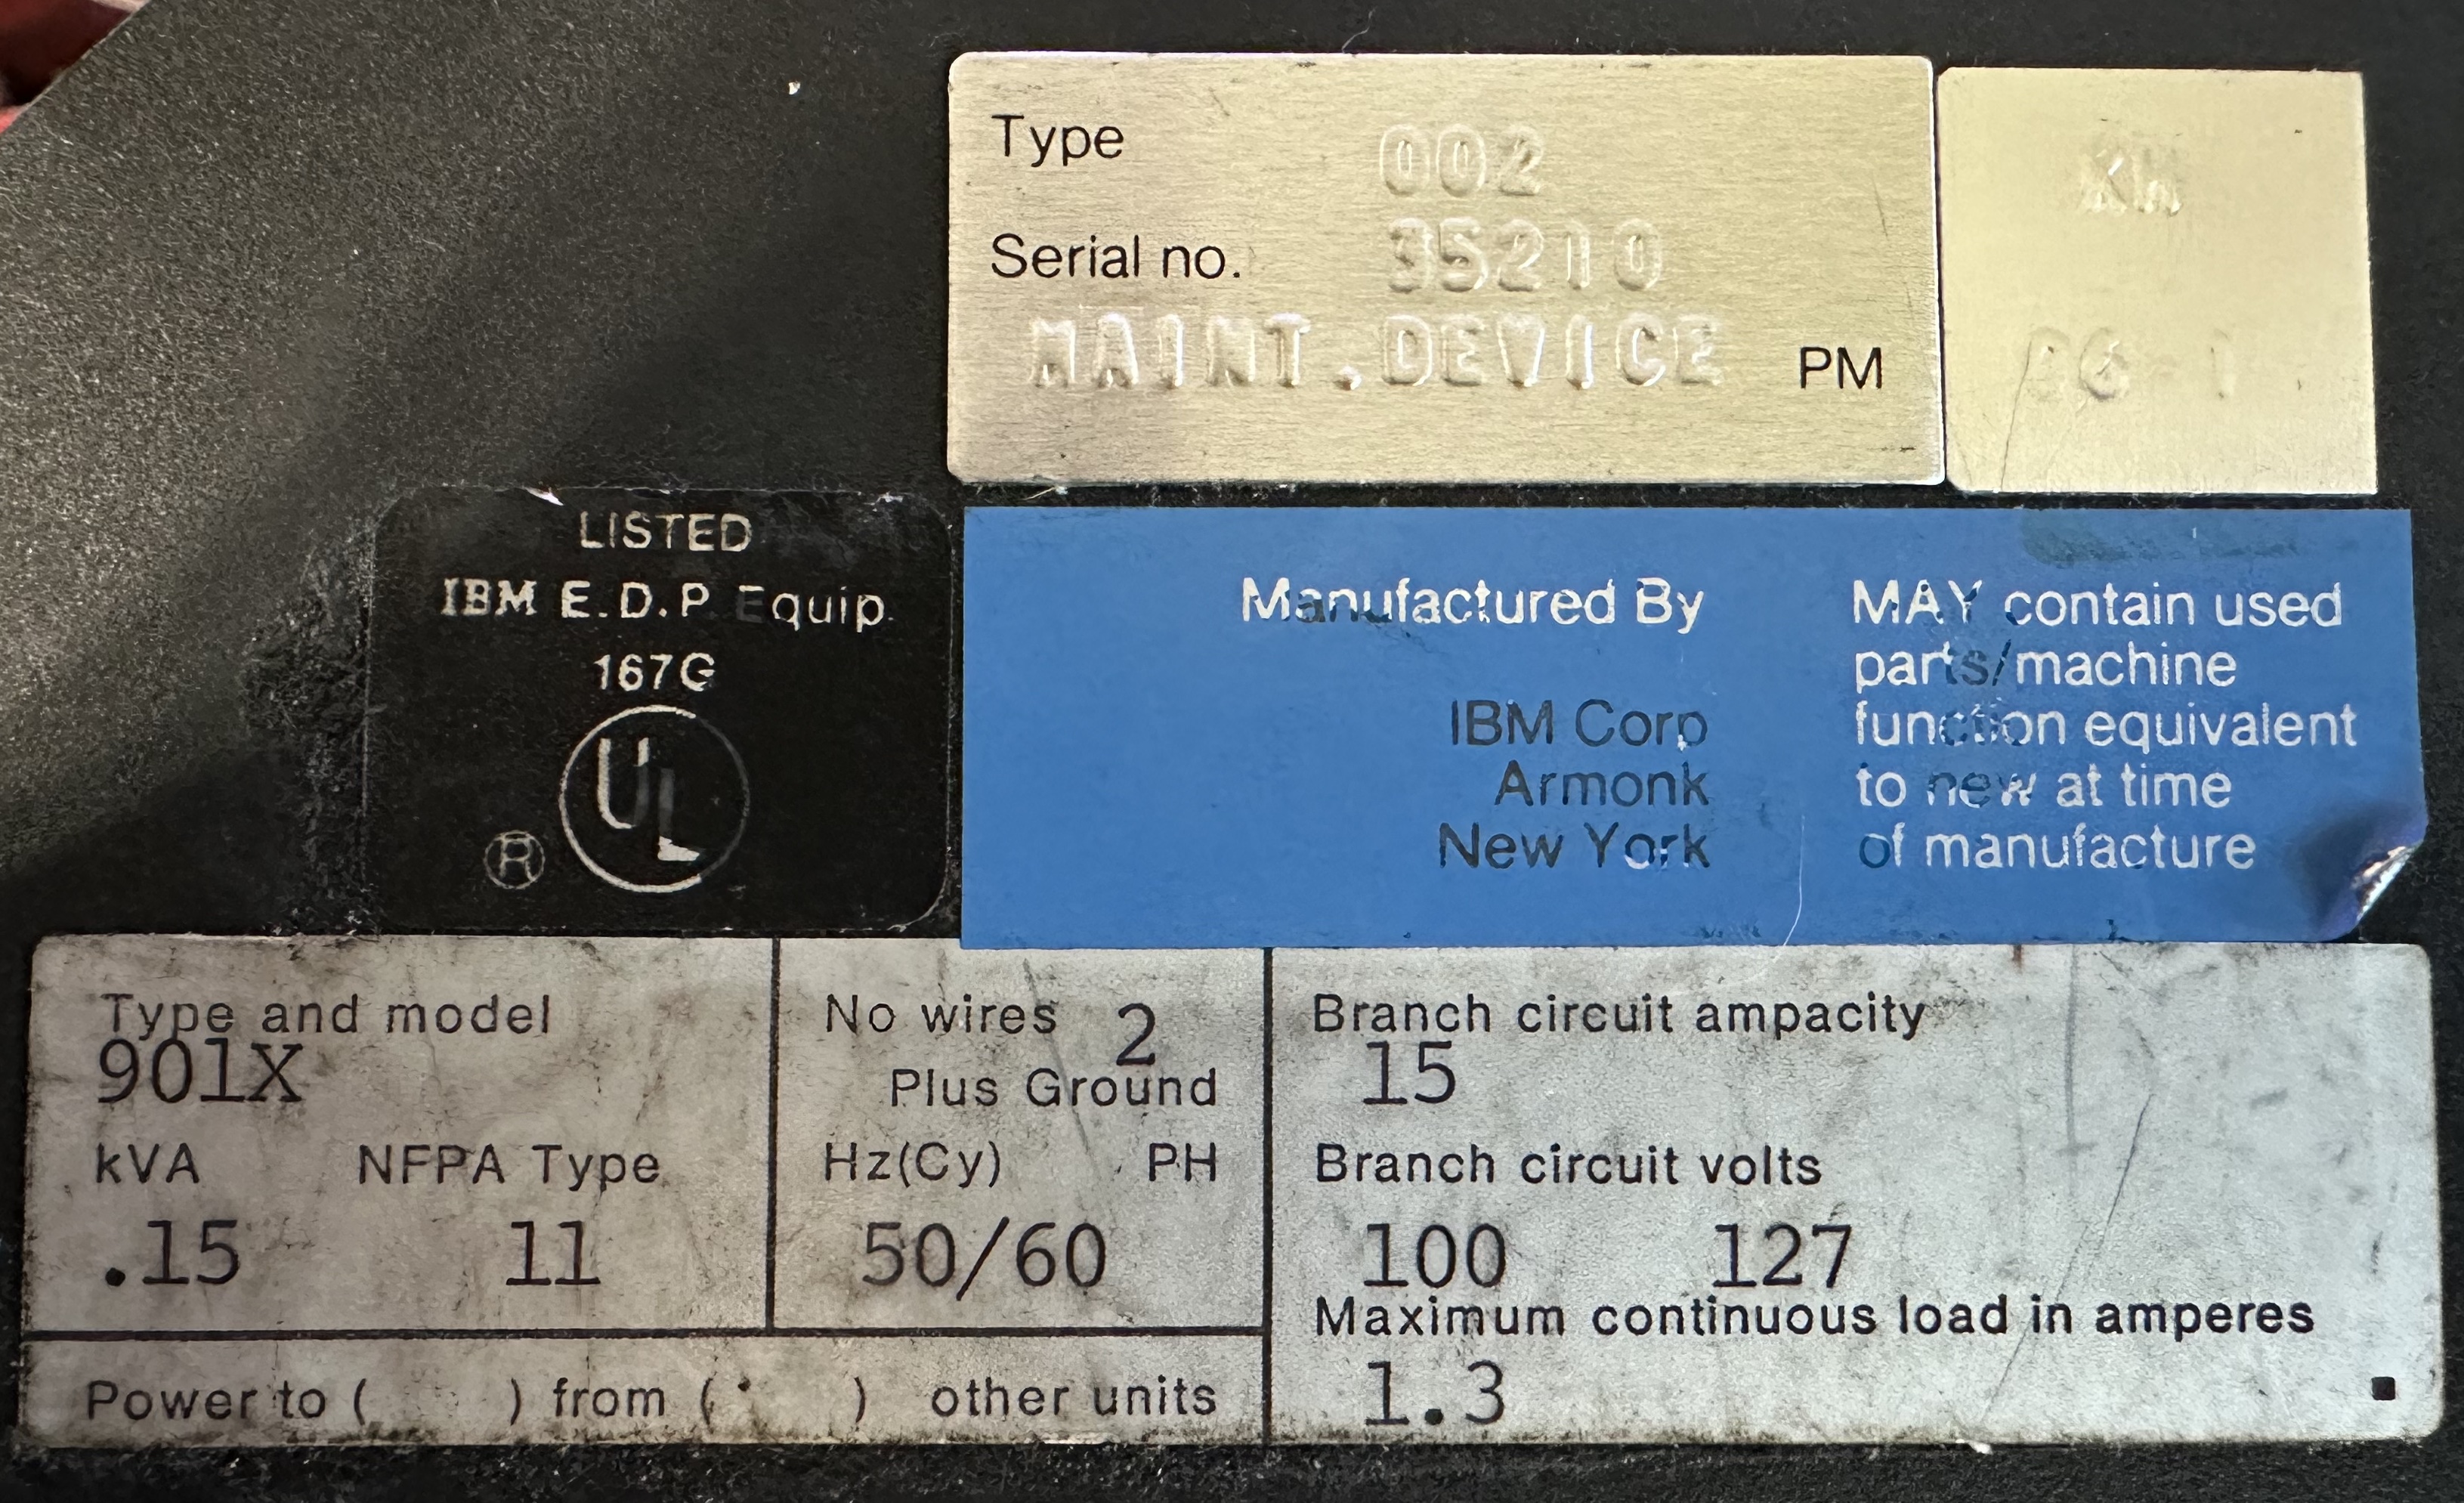 Type 002
Serial no. 35210
MAINT.DEVICE PM
LISTED
IBM E.D.P Equip.
167G
UL
®
Manufactured By
IBM Corp
Armonk
New York
MAY contain used
parts/machine
function equivalent
to new at time
of manufacture
Type and model
901X
kVA NFPA Type
.15 11
No wires 2
Plus Ground
Hz(Cy) PH
50/60
Power to ( ) from ( ) other units
Branch circuit ampacity
15
Branch circuit volts
100 127
Maximum continuous load in amperes
1.3